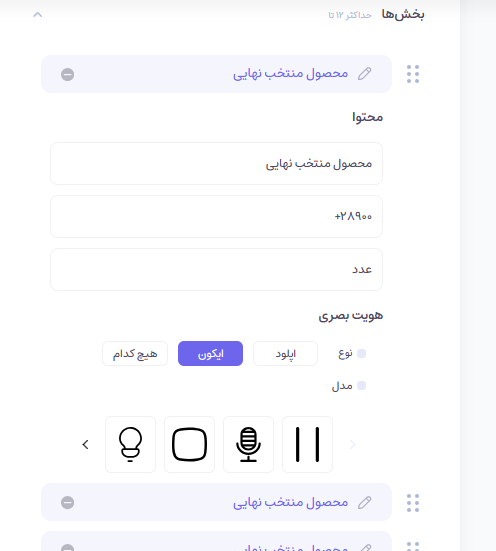 بخش‌ها حداکثر ۱۲ تا
محصول منتخب نهایی
محتوا
محصول منتخب نهایی
۲۸۹۰۰+
عدد
هویت بصری
نوع اپلود ایکون هیچ کدام
مدل
محصول منتخب نهایی
محصول منتخب نهایی